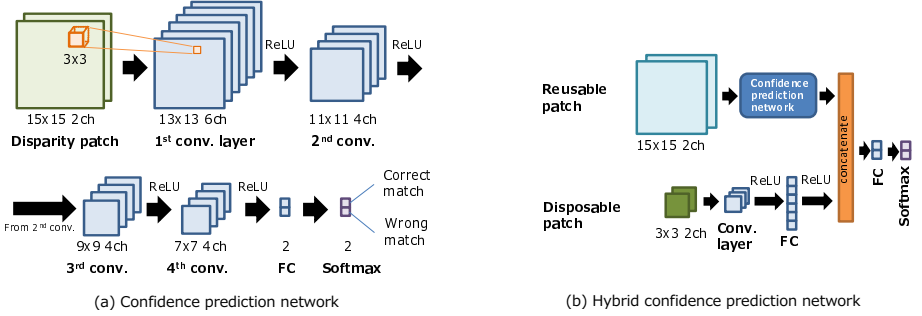 3x3
15x15 2ch
Disparity patch
13x13 6ch
1st conv. layer
ReLU
11x11 4ch
2nd conv.
ReLU
From 2nd conv.
9x9 4ch
3rd conv.
ReLU
7x7 4ch
4th conv.
ReLU
2
FC
2
Softmax
Correct
match
Wrong
match
(a) Confidence prediction network
Reusable
patch
15x15 2ch
Confidence
prediction
network
concatenate
FC
Softmax
Disposable
patch
3x3 2ch
Conv.
layer
ReLU
FC
ReLU
(b) Hybrid confidence prediction network